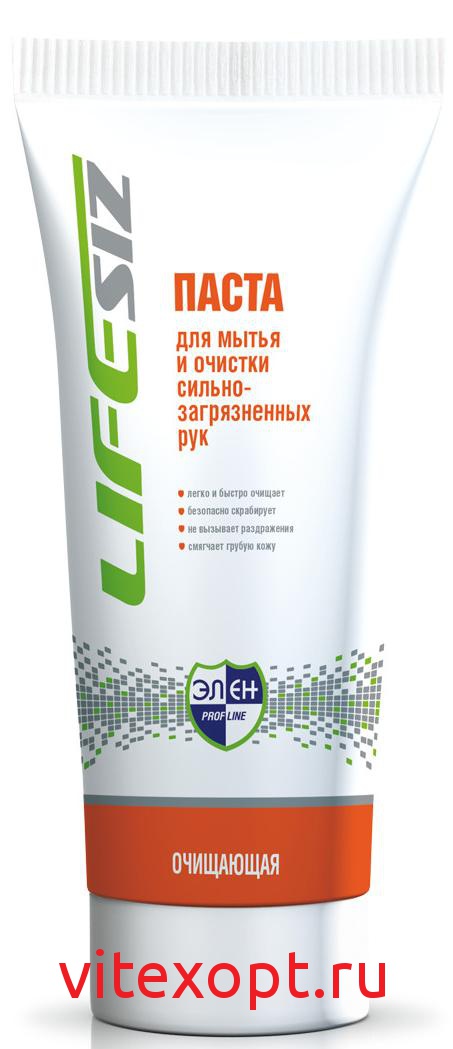 LIFESIZ
ПАСТА
для мытья
и очистки
сильно-
загрязненных
рук
легко и быстро очищает
безопасно скрабирует
не вызывает раздражения
смягчает грубую кожу
ЭЛЕН
PROF LINE
ОЧИЩАЮЩАЯ
vitexopt.ru